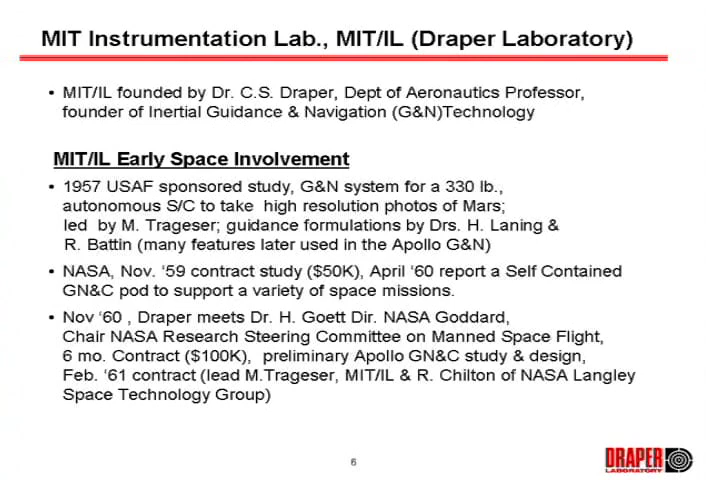 MIT Instrumentation Lab., MIT/IL (Draper Laboratory)
• MIT/IL founded by Dr. C.S. Draper, Dept of Aeronautics Professor,
founder of Inertial Guidance & Navigation (G&N)Technology
MIT/IL Early Space Involvement
• 1957 USAF sponsored study, G&N system for a 330 lb.,
autonomous S/C to take high resolution photos of Mars;
led by M. Trageser; guidance formulations by Drs. H. Laning &
R. Battin (many features later used in the Apollo G&N)
• NASA, Nov. ‘59 contract study ($50K), April ‘60 report a Self Contained
GN&C pod to support a variety of space missions.
• Nov ‘60 , Draper meets Dr. H. Goett Dir. NASA Goddard,
Chair NASA Research Steering Committee on Manned Space Flight,
6 mo. Contract ($100K), preliminary Apollo GN&C study & design,
Feb. ‘61 contract (lead M.Trageser, MIT/IL & R. Chilton of NASA Langley
Space Technology Group)
6
DRAPER
LABORATORY